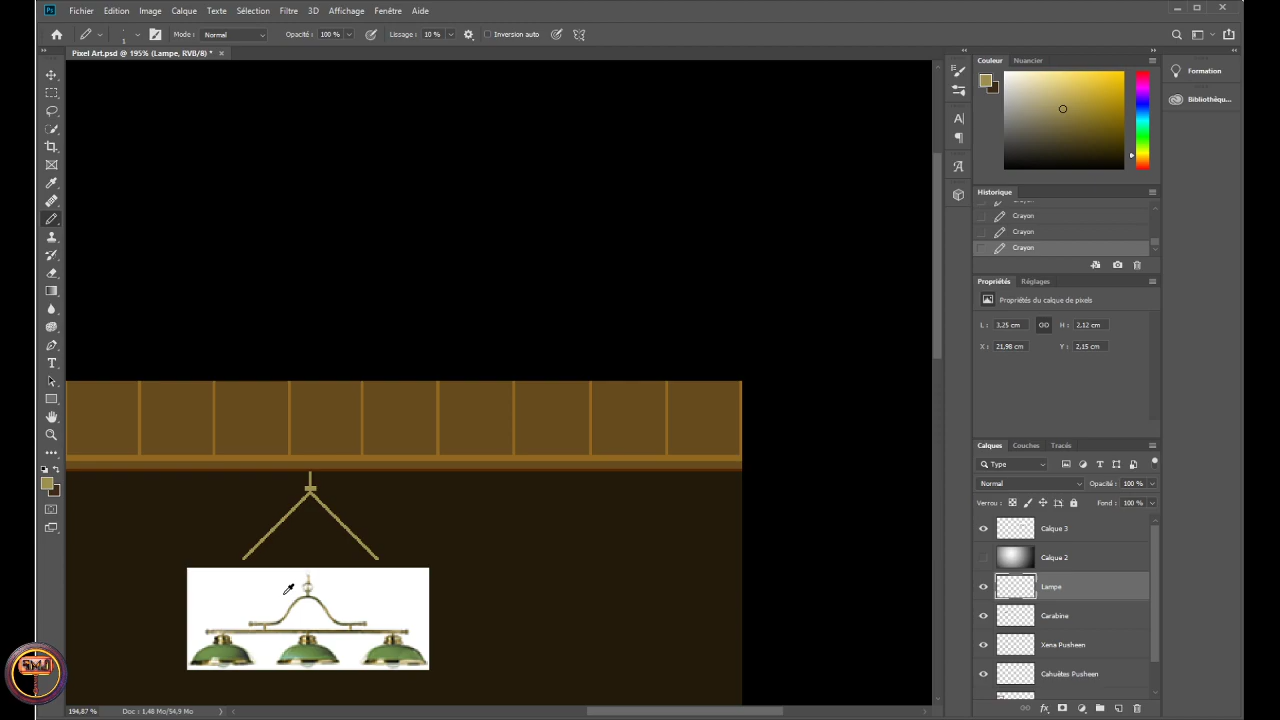 Ps Fichier Edition Image Calque Texte Sélection Filtre 3D Affichage Fenêtre Aide
1 Mode : Normal Opacité : 100 % Lissage : 10 % Inversion auto
Pixel Art.psd @ 195% (Lampe, RVB/8) *
Couleur Nuancier
Formation
Bibliothèqu...
Historique
Crayon
Crayon
Crayon
Propriétés Réglages
Propriétés du calque de pixels
L : 3,25 cm H : 2,12 cm
X : 21,98 cm Y : 2,15 cm
Calques Couches Tracés
Type
Normal Opacité : 100 %
Verrou : Fond : 100 %
Calque 3
Calque 2
Lampe
Carabine
Xena Pusheen
Cahuètes Pusheen
194,87 % Doc : 1,48 Mo/54,9 Mo
SMJ